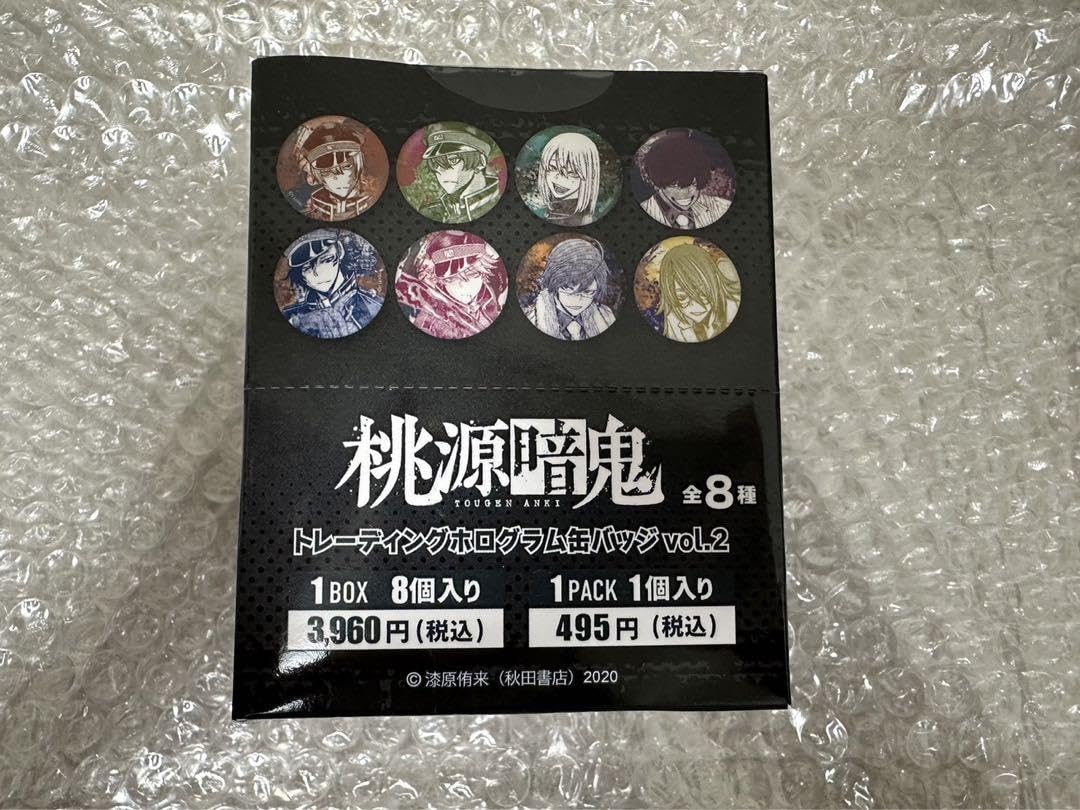 桃源暗鬼
TOUGEN ANKI
全8種
トレーディングホログラム缶バッジ vol.2
1BOX 8個入り
3,960円(税込)
1PACK 1個入り
495円(税込)
©漆原侑来(秋田書店)2020